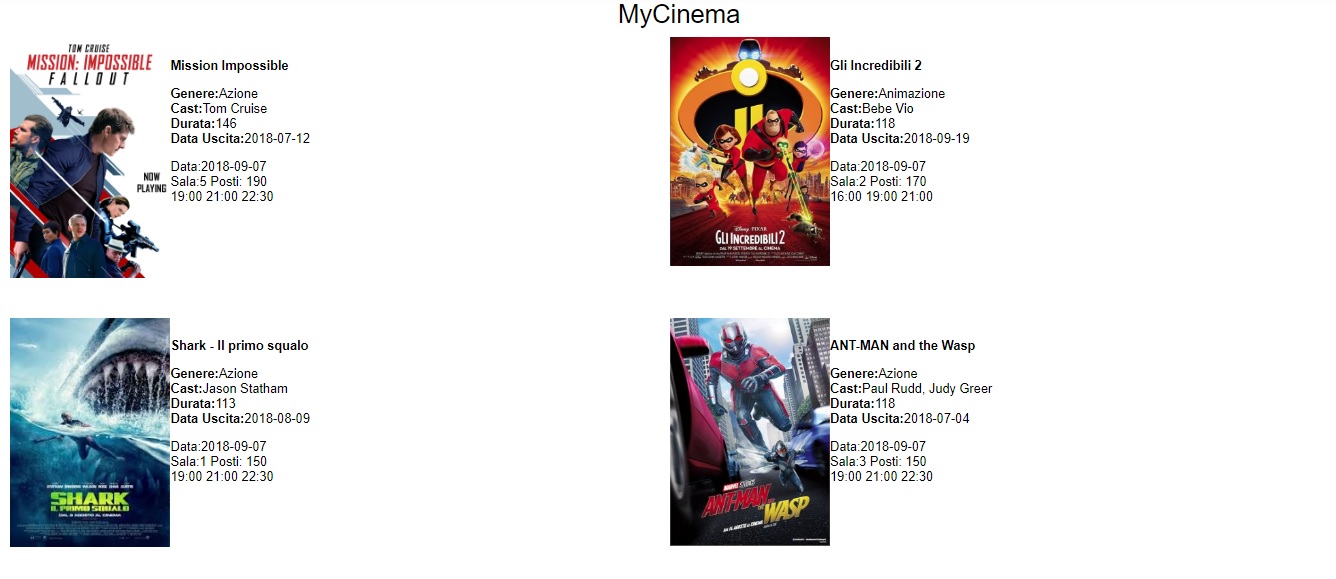 MyCinema
TOM CRUISE
MISSION: IMPOSSIBLE
FALLOUT
NOW
PLAYING
Mission Impossible
Genere:Azione
Cast:Tom Cruise
Durata:146
Data Uscita:2018-07-12
Data:2018-09-07
Sala:5 Posti: 190
19:00 21:00 22:30
DISNEY PIXAR
GLI INCREDIBILI 2
DAL 19 SETTEMBRE AL CINEMA
Gli Incredibili 2
Genere:Animazione
Cast:Bebe Vio
Durata:118
Data Uscita:2018-09-19
Data:2018-09-07
Sala:2 Posti: 170
16:00 19:00 21:00
SHARK
IL PRIMO SQUALO
DAL 9 AGOSTO AL CINEMA
Shark - Il primo squalo
Genere:Azione
Cast:Jason Statham
Durata:113
Data Uscita:2018-08-09
Data:2018-09-07
Sala:1 Posti: 150
19:00 21:00 22:30
MARVEL STUDIOS
ANT-MAN
AND THE WASP
DAL 14 AGOSTO AL CINEMA
ANT-MAN and the Wasp
Genere:Azione
Cast:Paul Rudd, Judy Greer
Durata:118
Data Uscita:2018-07-04
Data:2018-09-07
Sala:3 Posti: 150
19:00 21:00 22:30